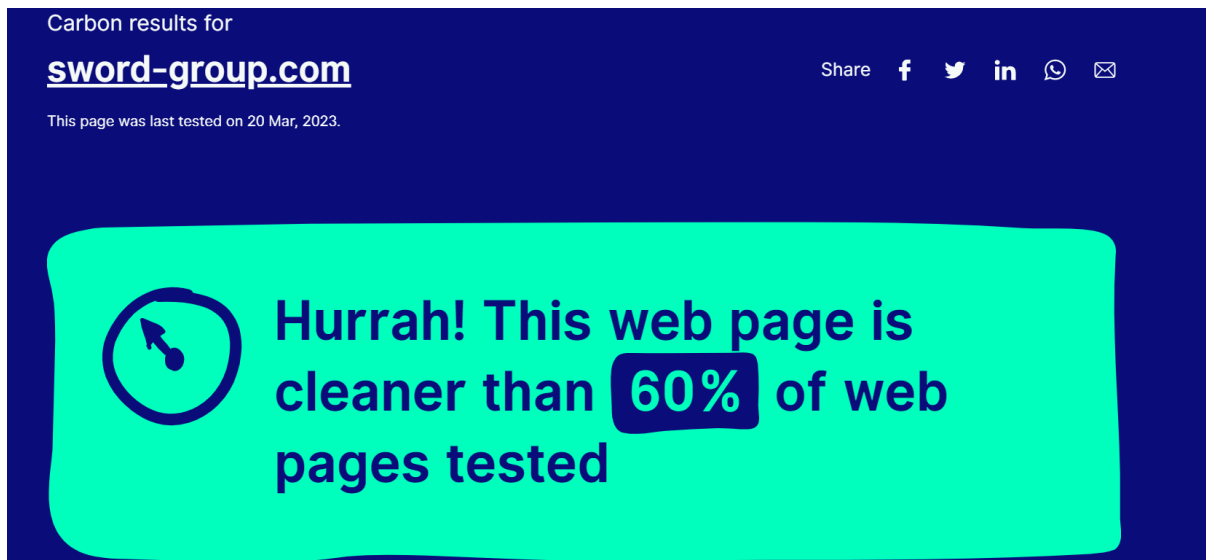 Carbon results for
sword-group.com
Share
This page was last tested on 20 Mar, 2023.
Hurrah! This web page is
cleaner than 60% of web
pages tested